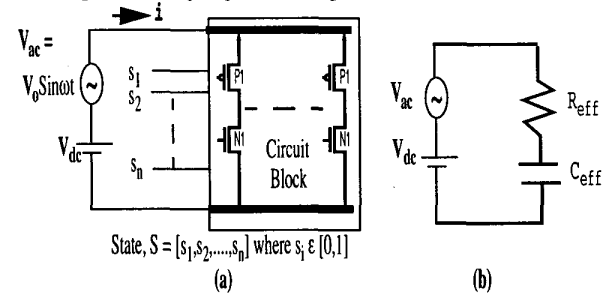 i
V_ac =
V_o Sinωt
V_dc
s_1
s_2
s_n
P1
P1
N1
N1
Circuit
Block
State, S = [s_1,s_2,....,s_n] where s_i ε [0,1]
(a)
V_ac
V_dc
R_eff
C_eff
(b)